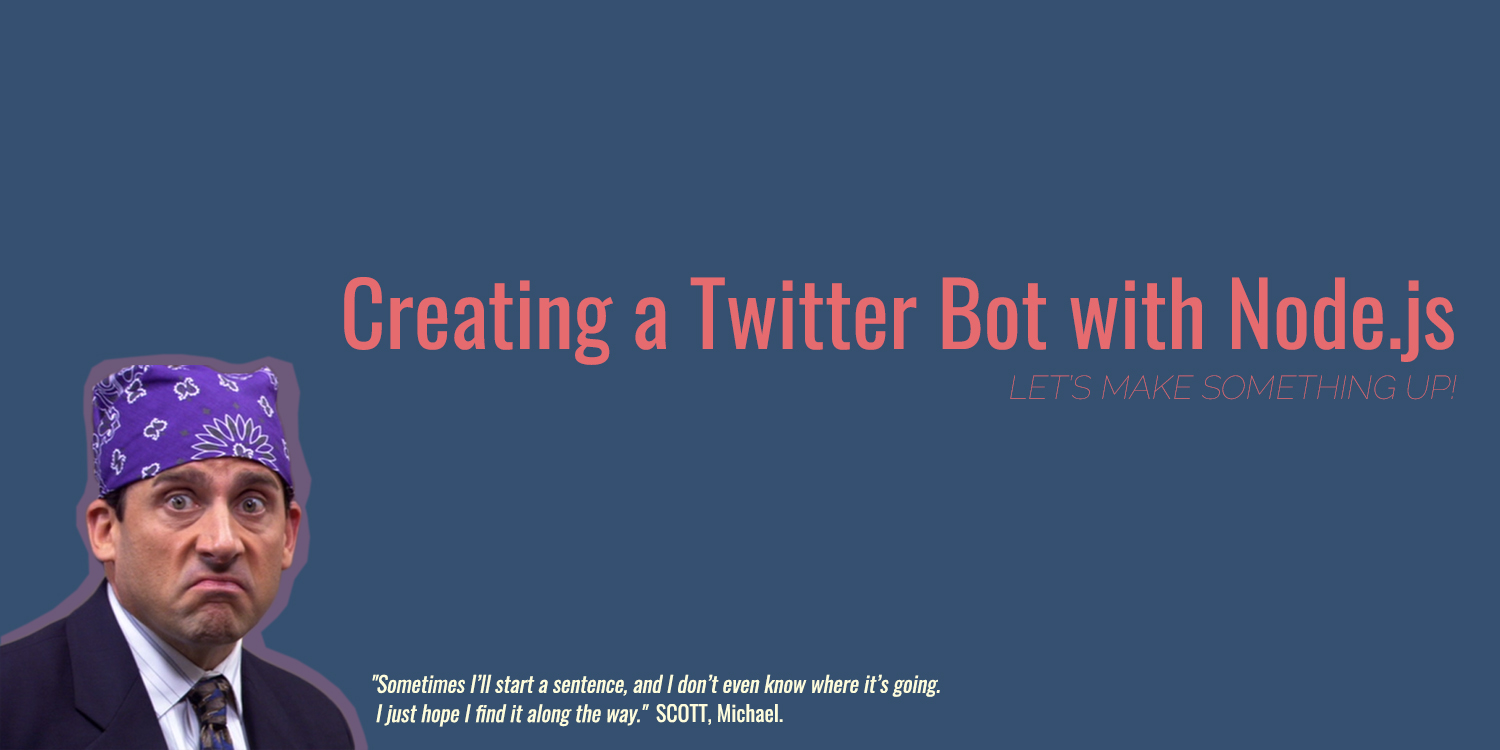 Creating a Twitter Bot with Node.js
LET'S MAKE SOMETHING UP!
"Sometimes I’ll start a sentence, and I don’t even know where it’s going.
I just hope I find it along the way." SCOTT, Michael.